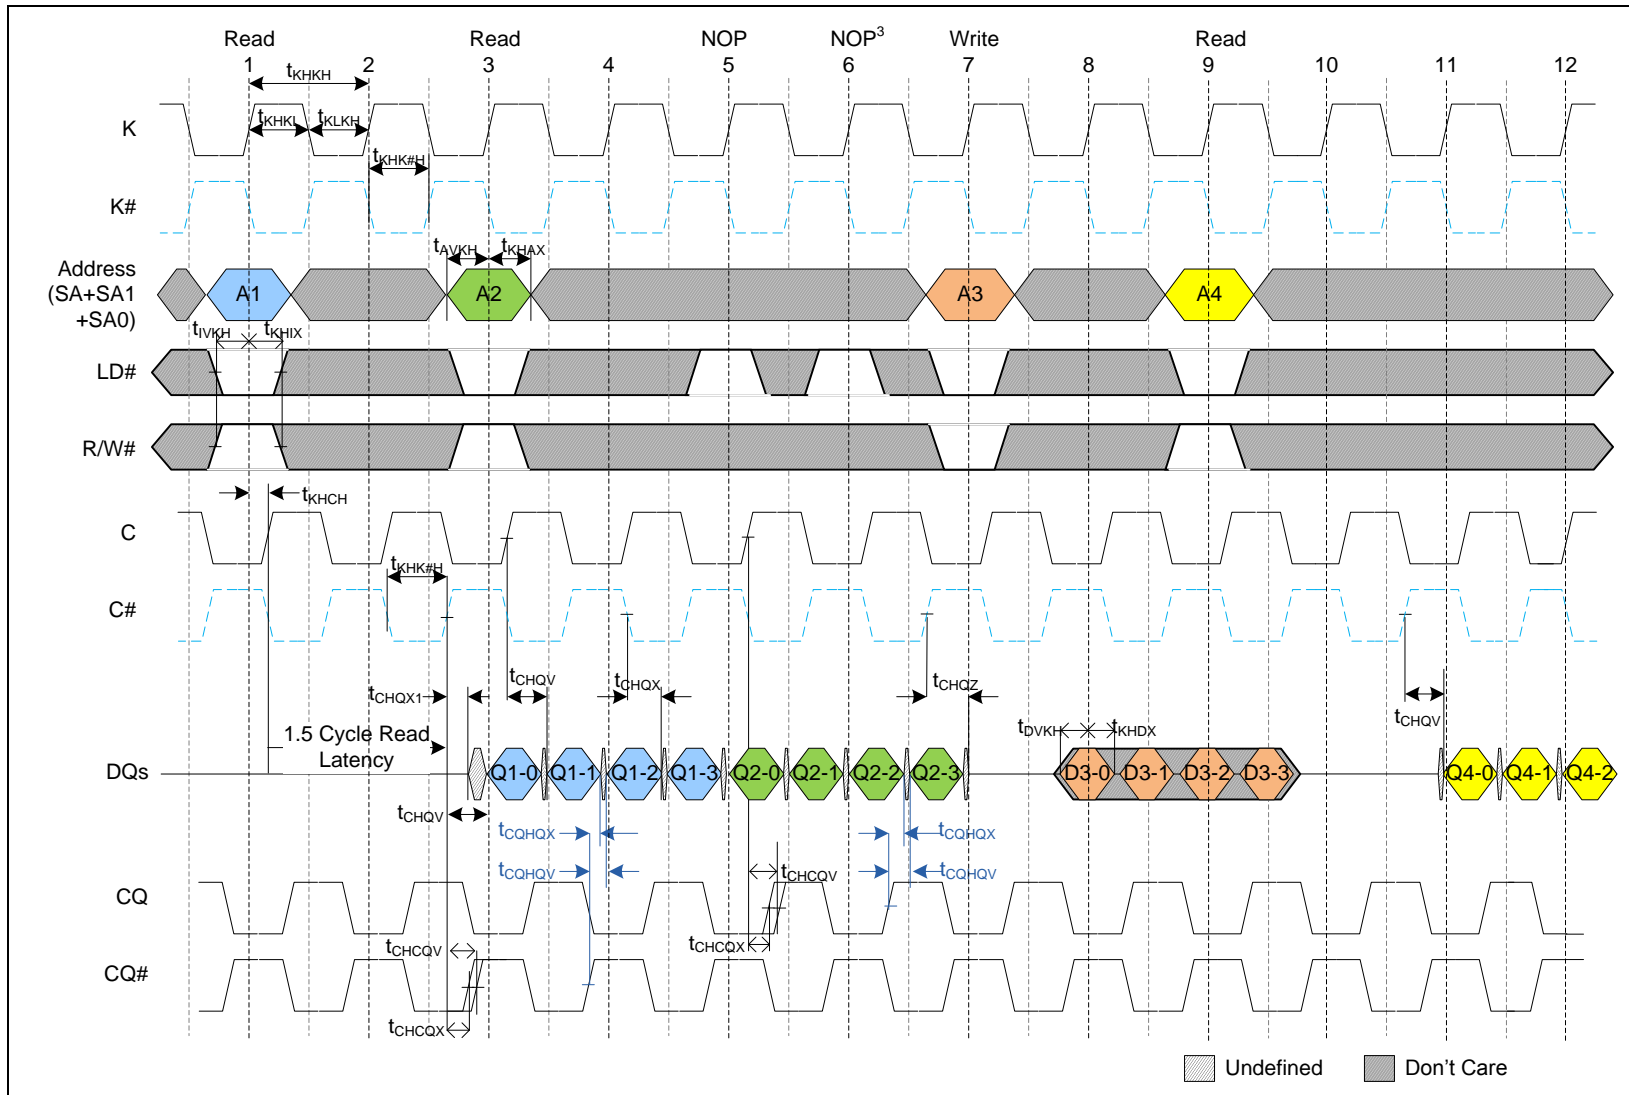 Read Read NOP NOP3 Write Read
1 2 3 4 5 6 7 8 9 10 11 12
tKHKH
K
tKHKL tKLKH
tKHK#H
K#
tAVKH tKHAX
Address
(SA+SA1
+SA0)
A1 A2 A3 A4
tIVKH tKHIX
LD#
R/W#
tKHCH
C
tKHK#H
C#
tCHQX1 tCHQV tCHQX tCHQZ tCHQV
1.5 Cycle Read
Latency
tDVKH tKHDX
DQs Q1-0 Q1-1 Q1-2 Q1-3 Q2-0 Q2-1 Q2-2 Q2-3 D3-0 D3-1 D3-2 D3-3 Q4-0 Q4-1 Q4-2
tCHQV
tCQHQX tCQHQX
tCQHQV tCHCQV tCQHQV
CQ
tCHCQV tCHCQX
CQ#
tCHCQX
Undefined Don't Care